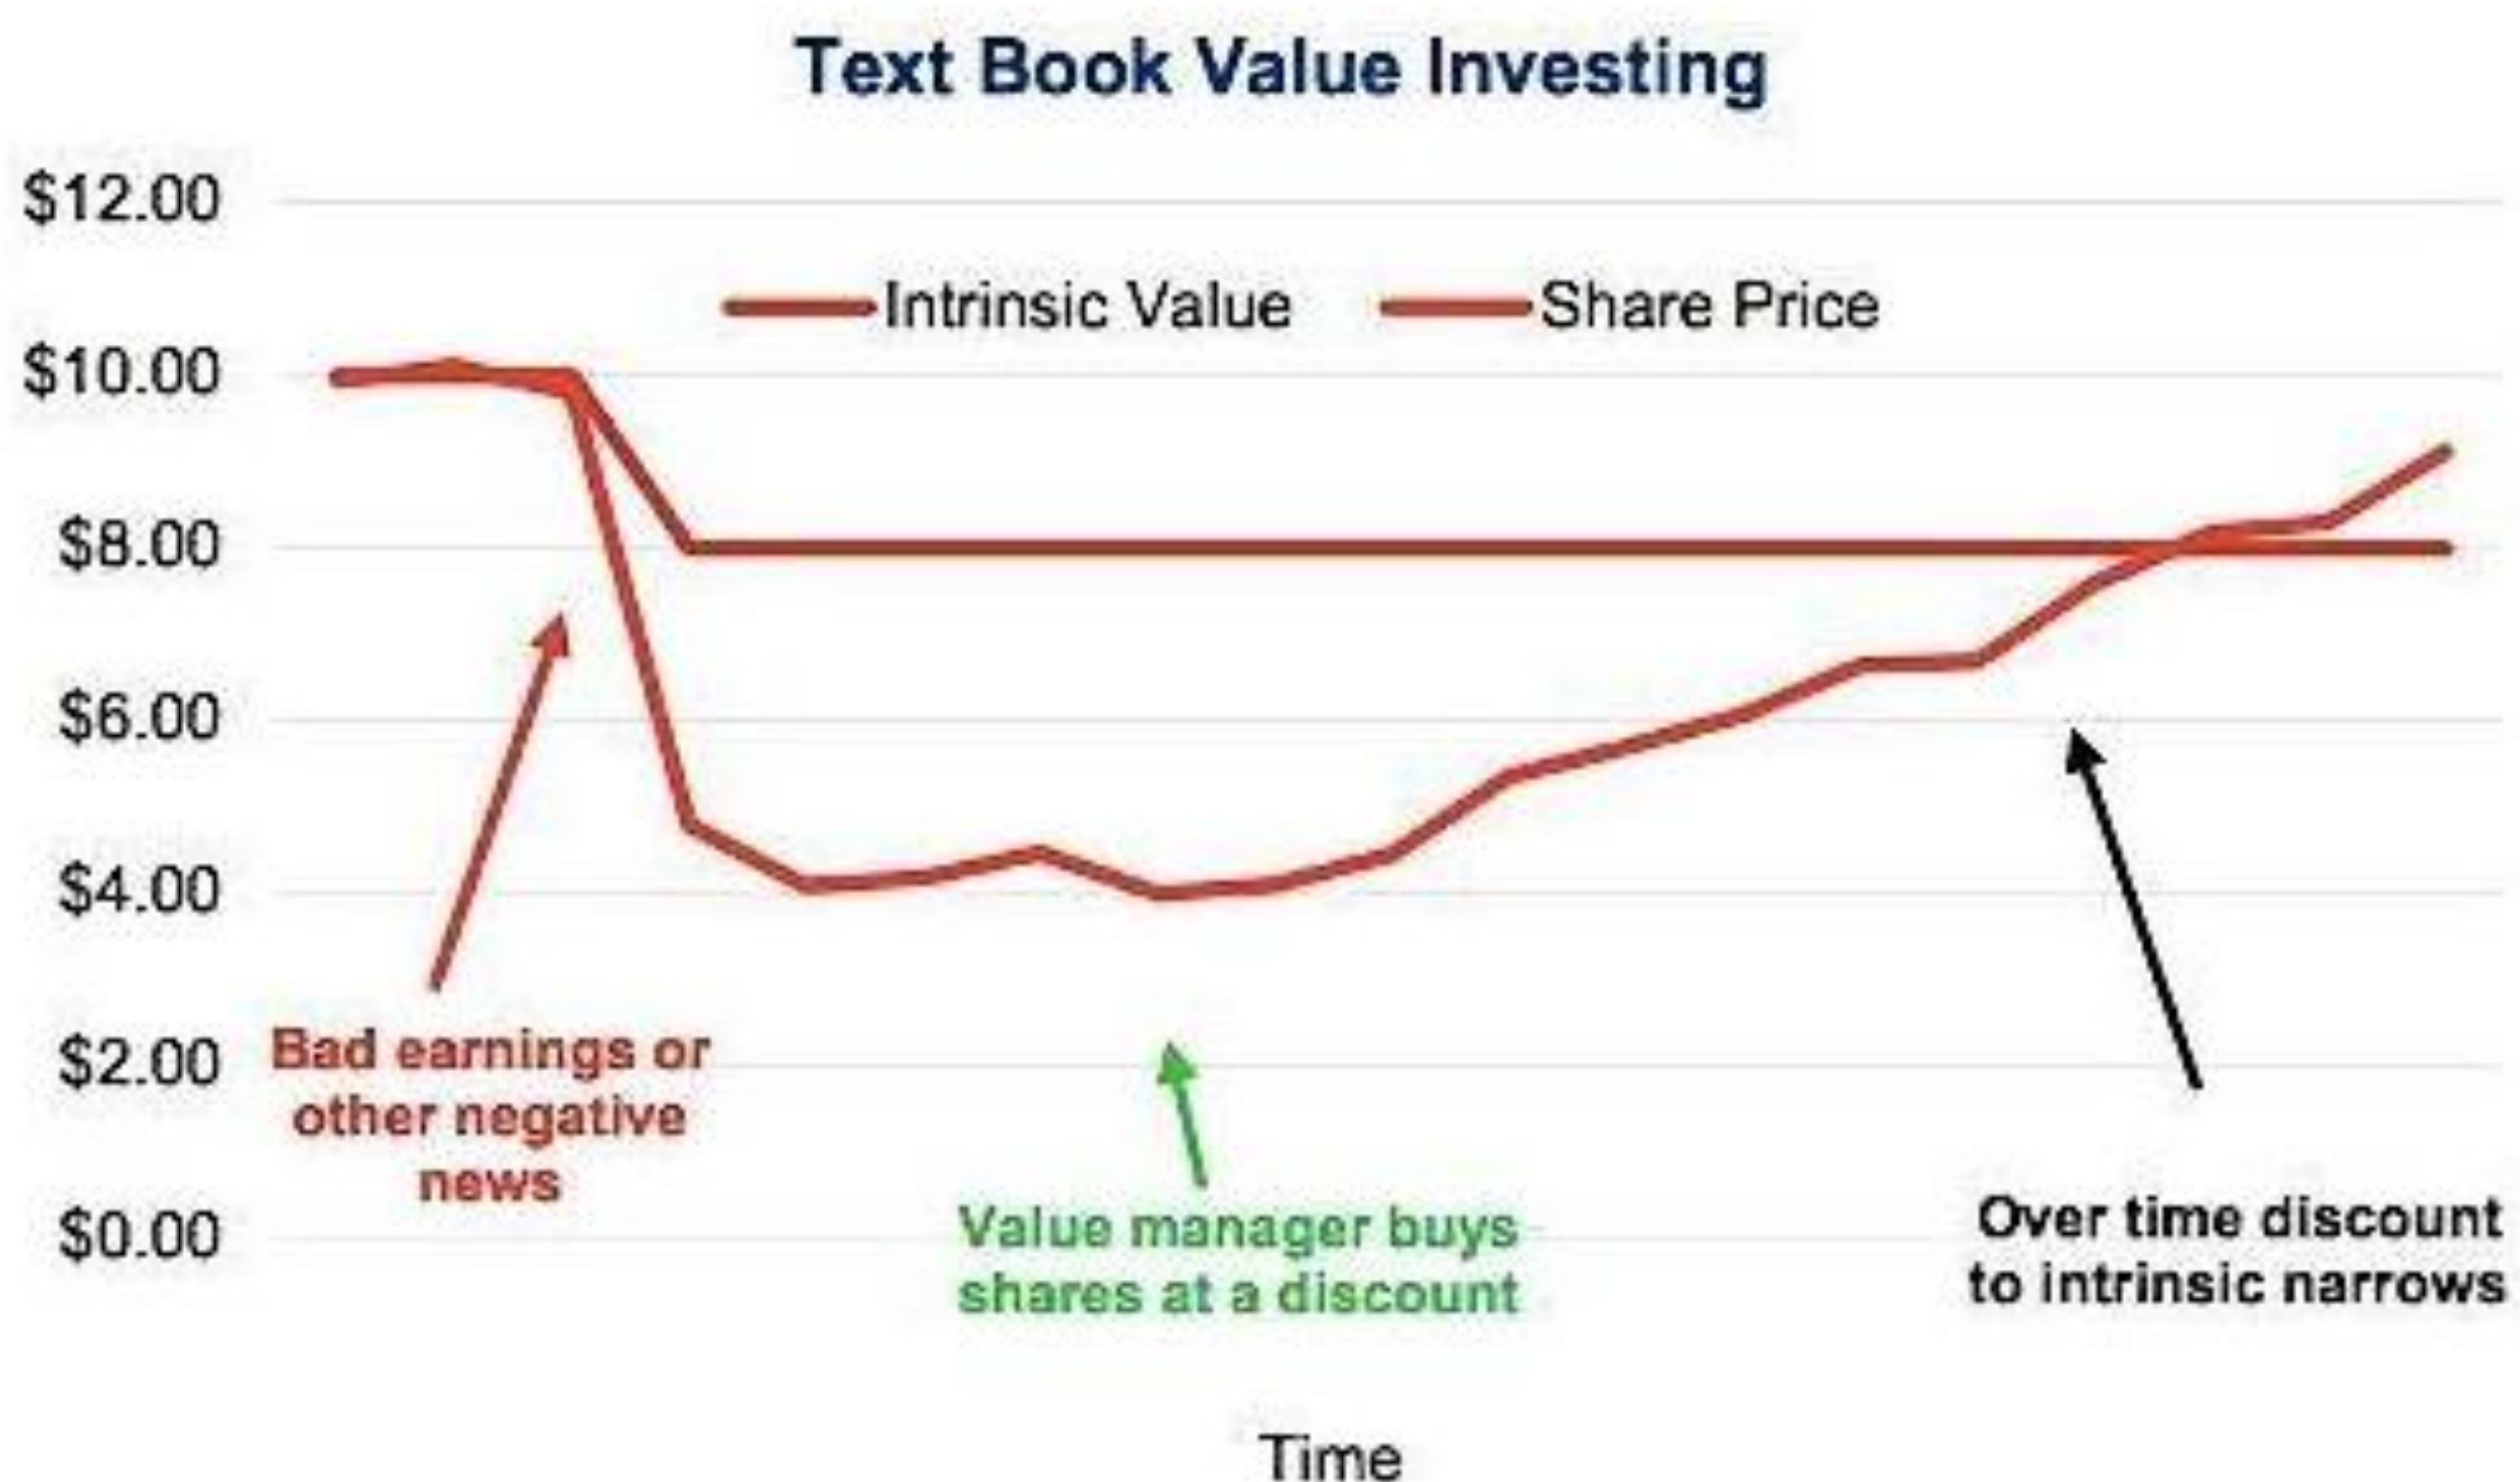 Text Book Value Investing
$12.00
Intrinsic Value
Share Price
$10.00
$8.00
$6.00
$4.00
$2.00
$0.00
Bad earnings or
other negative
news
Value manager buys
shares at a discount
Over time discount
to intrinsic narrows
Time